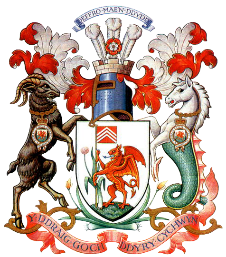 DEFFRO MAE'N DDYDD
Y DDRAIG GOCH DDYRY CYCHWYN